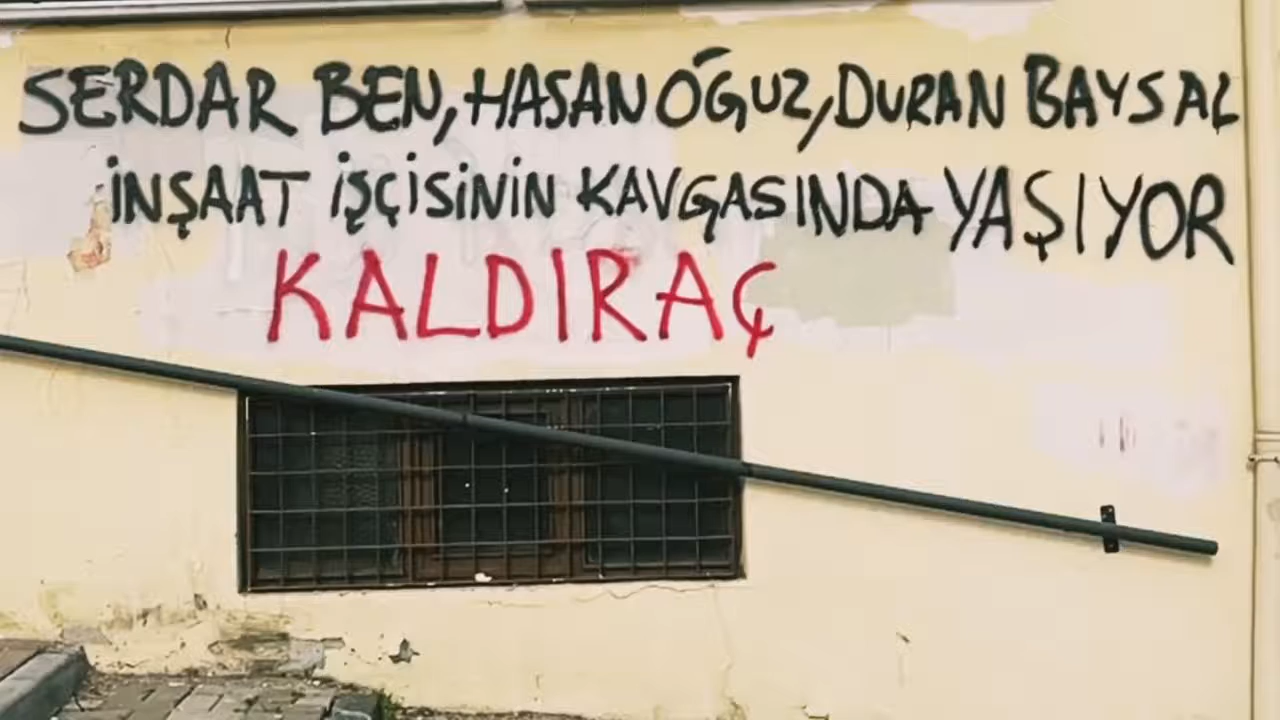 SERDAR BEN, HASAN OĞUZ, DURAN BAYSAL
İNŞAAT İŞÇİSİNİN KAVGASINDA YAŞIYOR
KALDIRAÇ